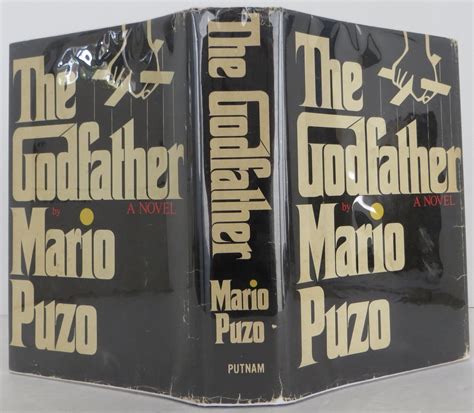 The
Godfather
A NOVEL
by
Mario
Puzo
The Godfather
Mario
Puzo
PUTNAM
The
Godfather
A NOVEL
by
Mario
Puzo